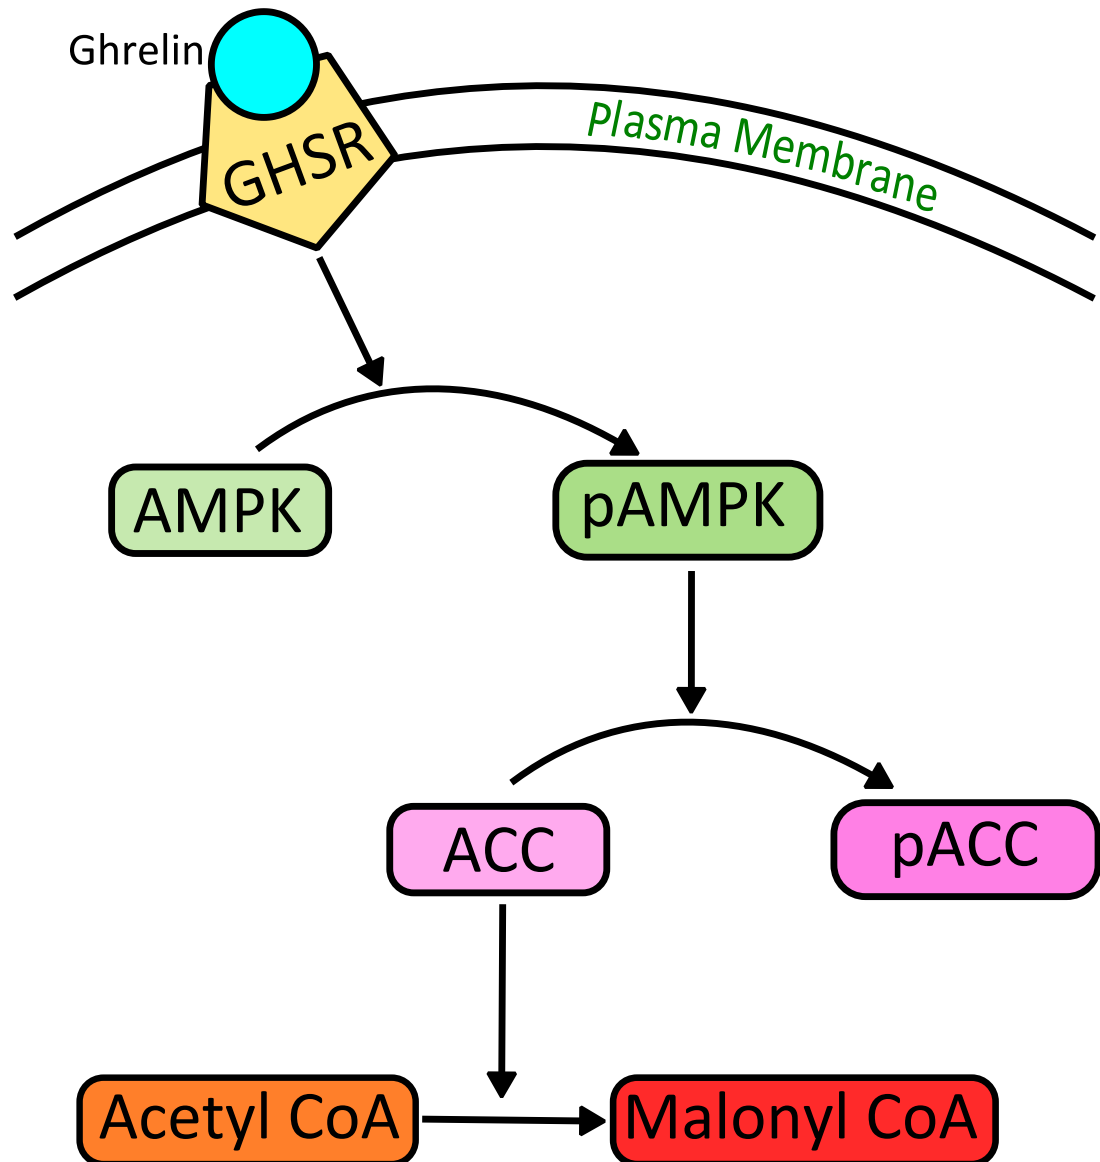 Ghrelin
GHSR
Plasma Membrane
AMPK
pAMPK
ACC
pACC
Acetyl CoA
Malonyl CoA